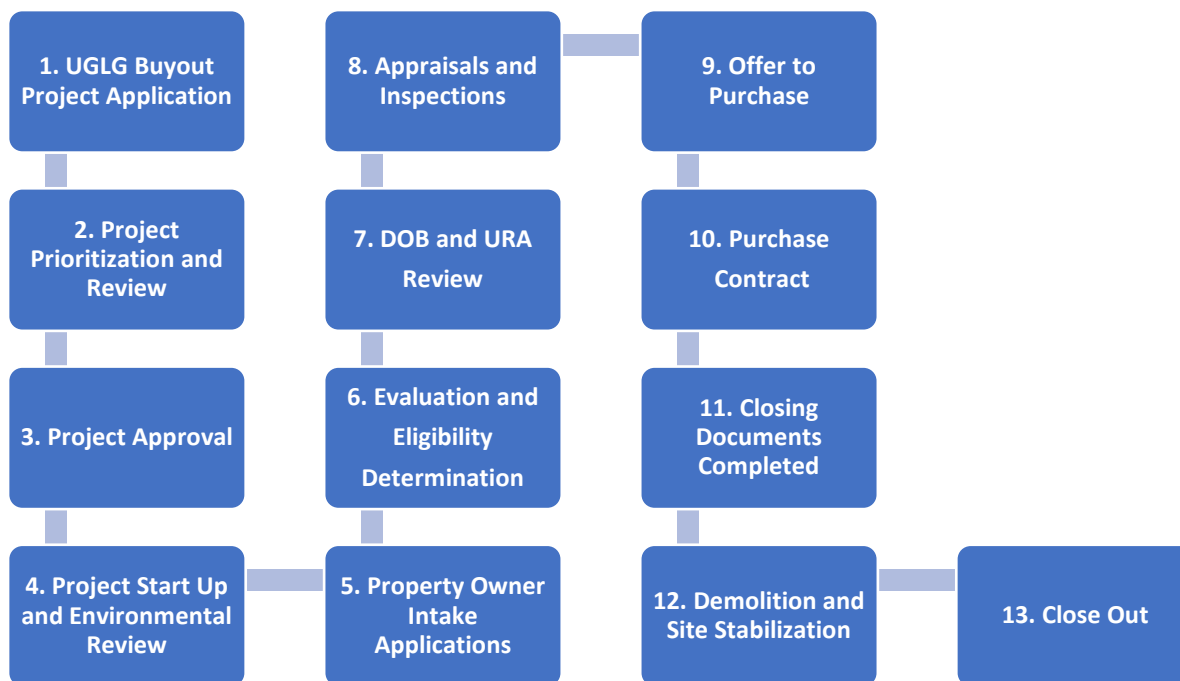 1. UGLG Buyout
Project Application
2. Project
Prioritization and
Review
3. Project Approval
4. Project Start Up
and Environmental
Review
5. Property Owner
Intake
Applications
6. Evaluation and
Eligibility
Determination
7. DOB and URA
Review
8. Appraisals and
Inspections
9. Offer to
Purchase
10. Purchase
Contract
11. Closing
Documents
Completed
12. Demolition and
Site Stabilization
13. Close Out